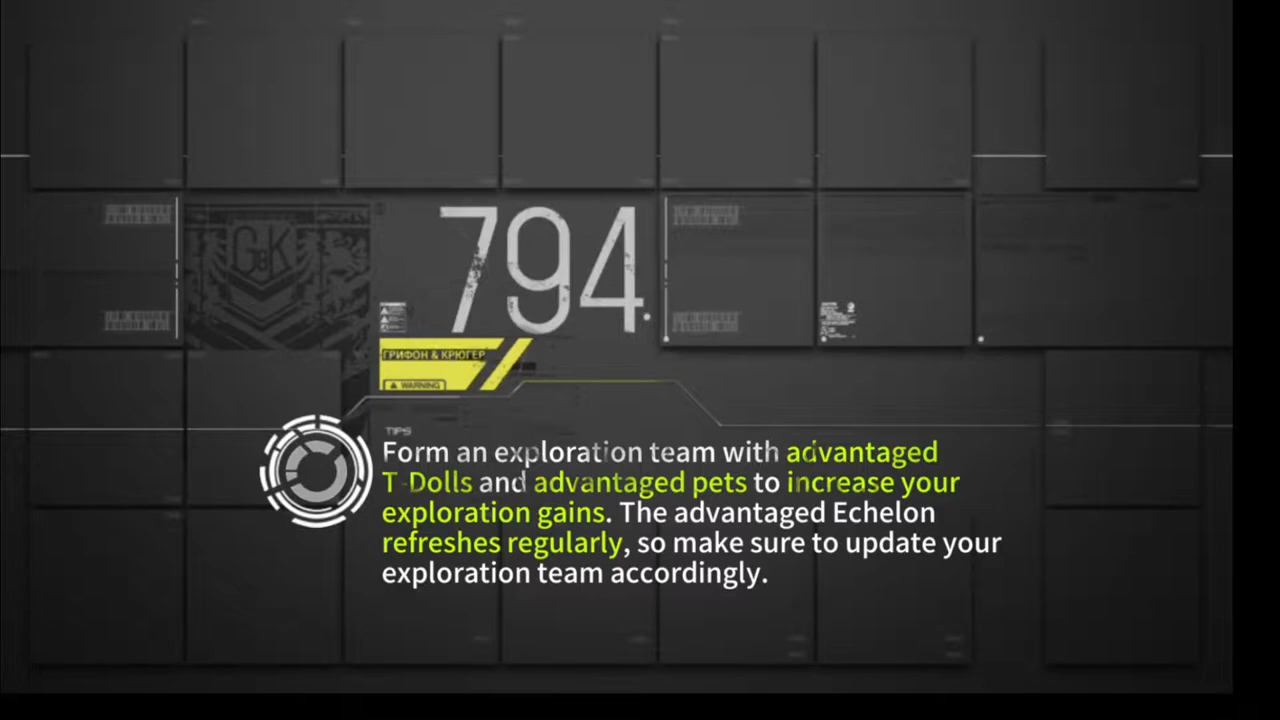 G&K
794.
ГРИФОН & КРЮГЕР
WARNING
TIPS
Form an exploration team with advantaged
T-Dolls and advantaged pets to increase your
exploration gains. The advantaged Echelon
refreshes regularly, so make sure to update your
exploration team accordingly.